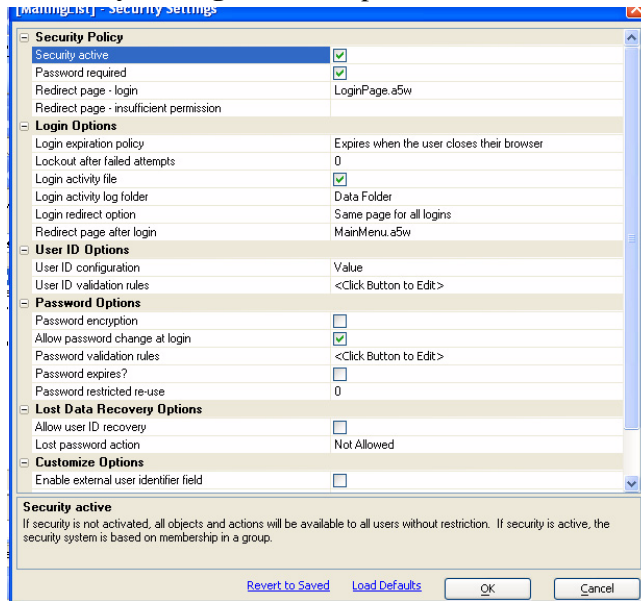 [MailingList] - Security Settings
Security Policy
Security active
Password required
Redirect page - login LoginPage.a5w
Redirect page - insufficient permission
Login Options
Login expiration policy Expires when the user closes their browser
Lockout after failed attempts 0
Login activity file
Login activity log folder Data Folder
Login redirect option Same page for all logins
Redirect page after login MainMenu.a5w
User ID Options
User ID configuration Value
User ID validation rules <Click Button to Edit>
Password Options
Password encryption
Allow password change at login
Password validation rules <Click Button to Edit>
Password expires?
Password restricted re-use 0
Lost Data Recovery Options
Allow user ID recovery
Lost password action Not Allowed
Customize Options
Enable external user identifier field
Security active
If security is not activated, all objects and actions will be available to all users without restriction. If security is active, the
security system is based on membership in a group.
Revert to Saved Load Defaults OK Cancel